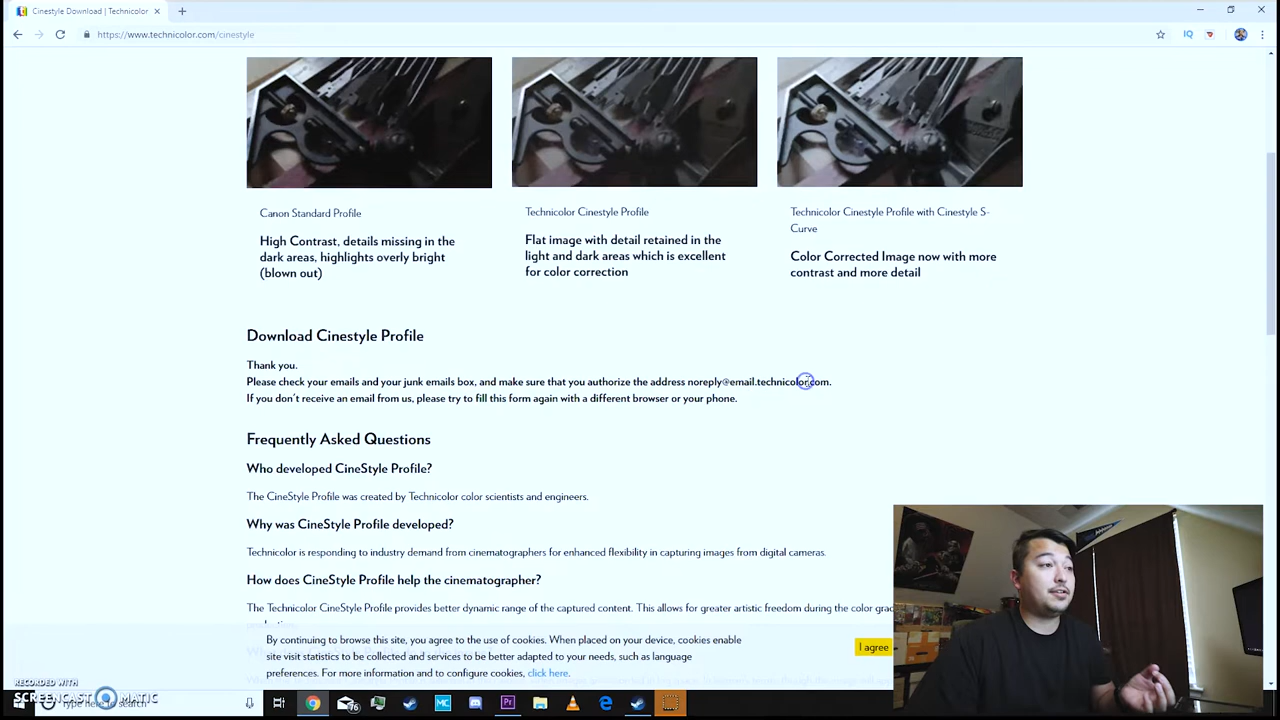 Cinestyle Download | Technicolor
https://www.technicolor.com/cinestyle
IQ
Canon Standard Profile
High Contrast, details missing in the
dark areas, highlights overly bright
(blown out)
Technicolor Cinestyle Profile
Flat image with detail retained in the
light and dark areas which is excellent
for color correction
Technicolor Cinestyle Profile with Cinestyle S-
Curve
Color Corrected Image now with more
contrast and more detail
Download Cinestyle Profile
Thank you.
Please check your emails and your junk emails box, and make sure that you authorize the address noreply@email.technicolor.com.
If you don't receive an email from us, please try to fill this form again with a different browser or your phone.
Frequently Asked Questions
Who developed CineStyle Profile?
The CineStyle Profile was created by Technicolor color scientists and engineers.
Why was CineStyle Profile developed?
Technicolor is responding to industry demand from cinematographers for enhanced flexibility in capturing images from digital cameras.
How does CineStyle Profile help the cinematographer?
The Technicolor CineStyle Profile provides better dynamic range of the captured content. This allows for greater artistic freedom during the color
By continuing to browse this site, you agree to the use of cookies. When placed on your device, cookies enable
site visit statistics to be collected and services to be better adapted to your needs, such as language
preferences. For more information and to configure cookies, click here.
I agree
RECORDED WITH
SCREENCAST MATIC
Type here to search
MC
Pr